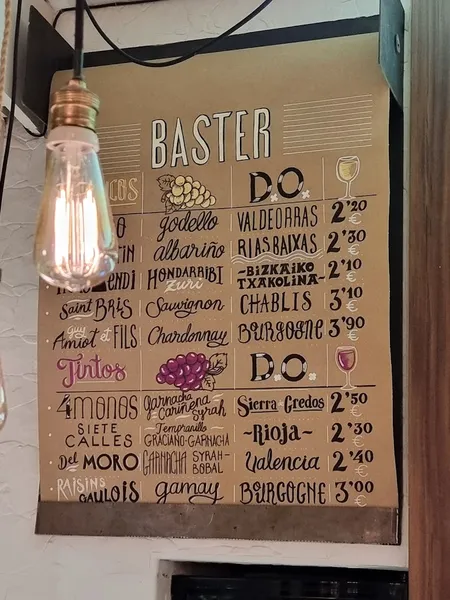 BASTER
D.O.
godello VALDEORRAS 2'20 €
albariño RIAS BAIXAS 2'30 €
HONDARRIBI ZURI -BIZKAIKO TXAKOLINA- 2'10 €
Saint BRIS Sauvignon CHABLIS 3'10 €
Guy Amiot et FILS Chardonnay BURGOGNE 3'90 €
Tintos D.O.
4 MONOS garnacha Cariñena Syrah Sierra de Gredos 2'50 €
SIETE CALLES Tempranillo GRACIANO-GARNACHA ~Rioja~ 2'30 €
Del MORO GARNACHA SYRAH-BOBAL Valencia 2'40 €
RAISINS GAULOIS gamay BURGOGNE 3'00 €